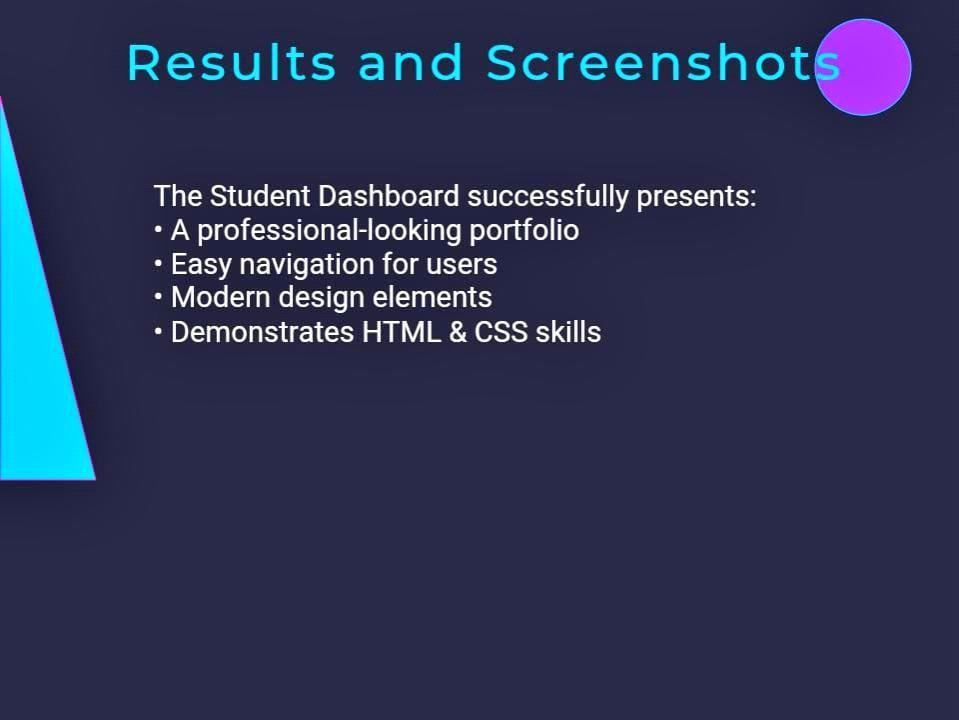 Results and Screenshots
The Student Dashboard successfully presents:
• A professional-looking portfolio
• Easy navigation for users
• Modern design elements
• Demonstrates HTML & CSS skills